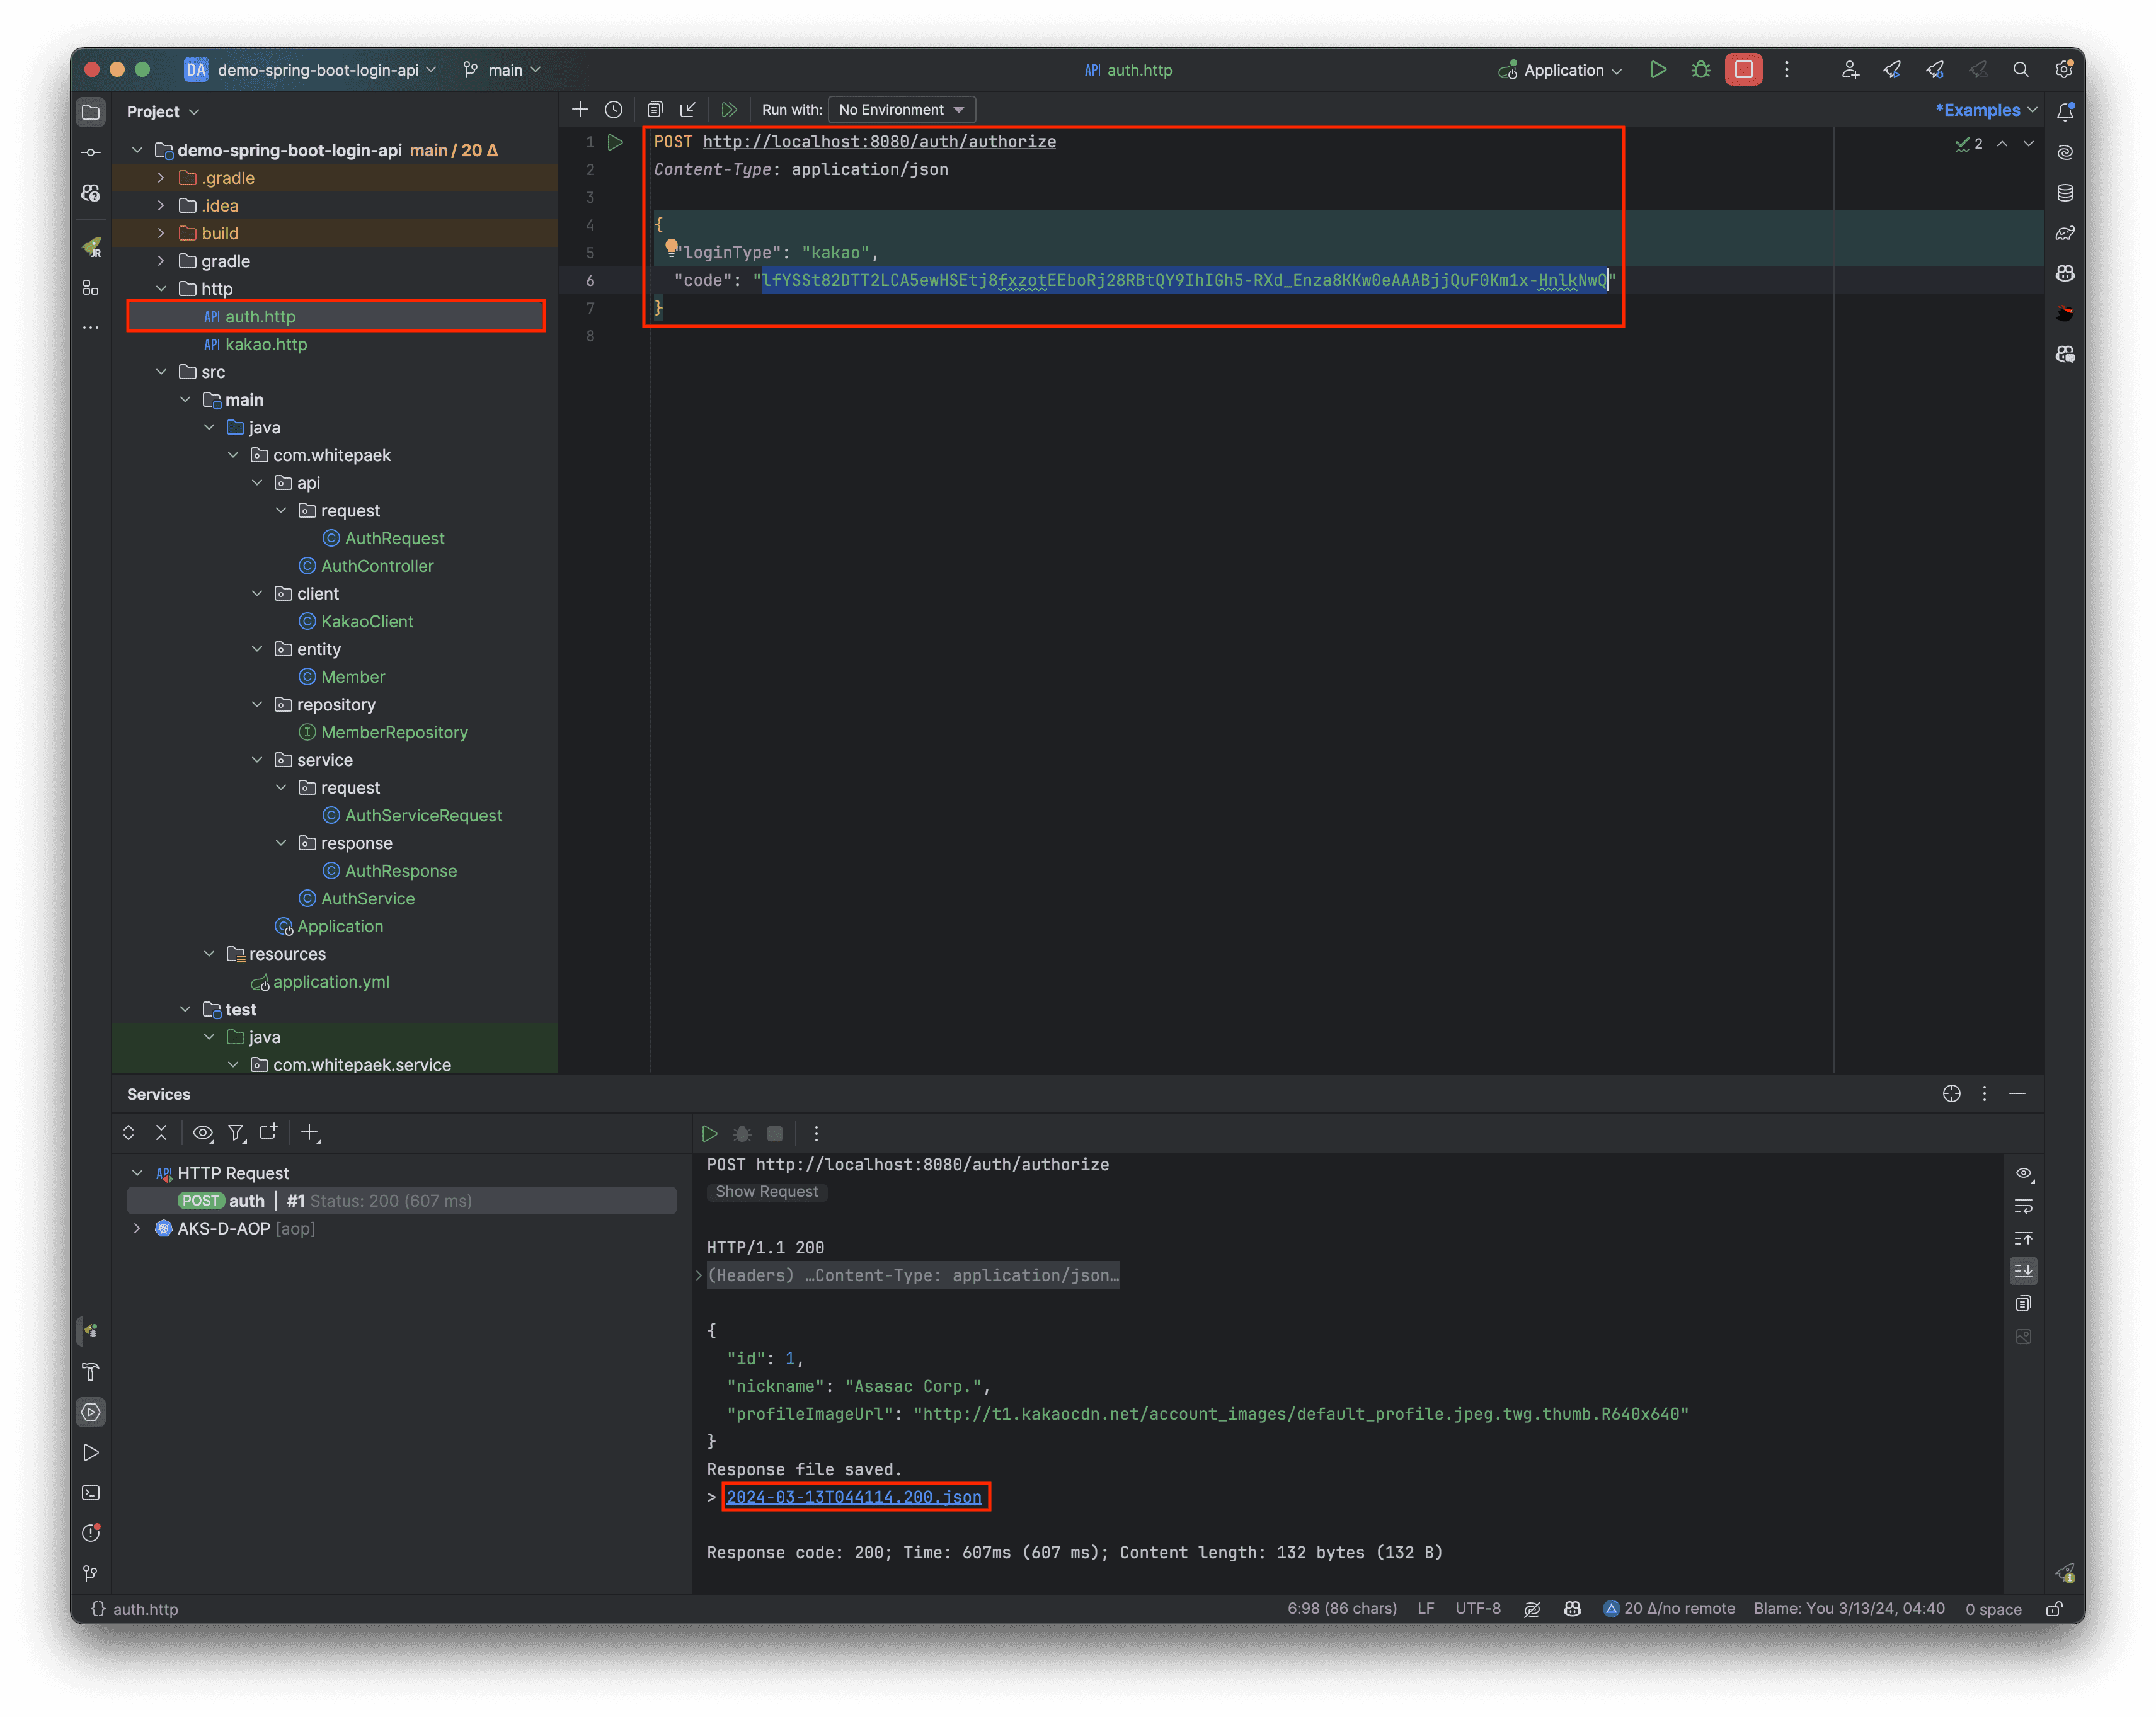 DA demo-spring-boot-login-api main
API auth.http
Application
Project
Run with: No Environment
*Examples
demo-spring-boot-login-api main / 20 Δ
.gradle
.idea
build
gradle
http
API auth.http
API kakao.http
src
main
java
com.whitepaek
api
request
AuthRequest
AuthController
client
KakaoClient
entity
Member
repository
MemberRepository
service
request
AuthServiceRequest
response
AuthResponse
AuthService
Application
resources
application.yml
test
java
com.whitepaek.service
1 POST http://localhost:8080/auth/authorize
2
2 Content-Type: application/json
3
4 {
5 "loginType": "kakao",
6 "code": "lfYSSt82DTT2LCA5ewHSEtj8fxzotEEboRj28RBtQY9IhIGh5-RXd_Enza8KKw0eAAABjjQuF0Km1x-HnlkNwQ"
7 }
8
Services
API HTTP Request
POST auth | #1 Status: 200 (607 ms)
AKS-D-AOP [aop]
POST http://localhost:8080/auth/authorize
Show Request
HTTP/1.1 200
(Headers) …Content-Type: application/json…
{
"id": 1,
"nickname": "Asasac Corp.",
"profileImageUrl": "http://t1.kakaocdn.net/account_images/default_profile.jpeg.twg.thumb.R640x640"
}
Response file saved.
> 2024-03-13T044114.200.json
Response code: 200; Time: 607ms (607 ms); Content length: 132 bytes (132 B)
{} auth.http
6:98 (86 chars) LF UTF-8 20 Δ/no remote Blame: You 3/13/24, 04:40 0 space